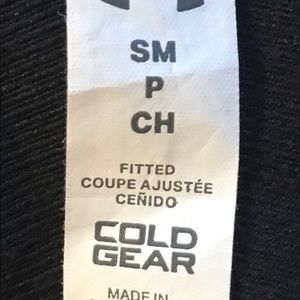 SM
P
CH
FITTED
COUPE AJUSTÉE
CEÑIDO
COLD
GEAR
MADE IN